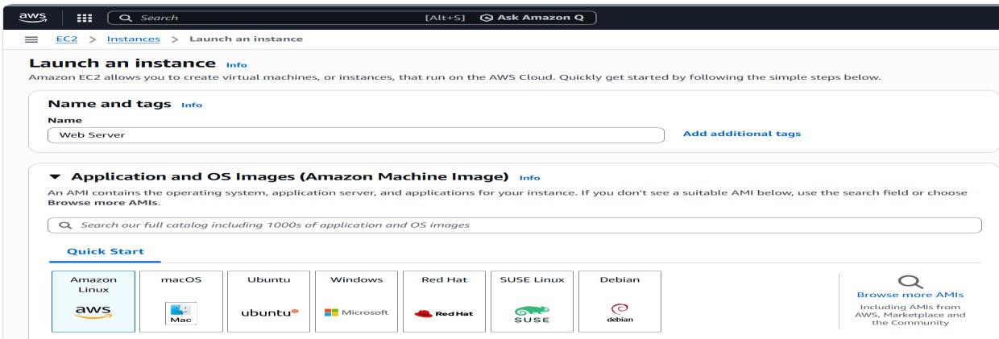 aws Search [Alt+S] Ask Amazon Q
EC2 > Instances > Launch an instance
Launch an instance Info
Amazon EC2 allows you to create virtual machines, or instances, that run on the AWS Cloud. Quickly get started by following the simple steps below.
Name and tags Info
Name
Web Server Add additional tags
Application and OS Images (Amazon Machine Image) Info
An AMI contains the operating system, application server, and applications for your instance. If you don't see a suitable AMI below, use the search field or choose
Browse more AMIs.
Search our full catalog including 1000s of application and OS images
Quick Start
Amazon
Linux
aws
macOS
Mac
Ubuntu
ubuntu
Windows
Microsoft
Red Hat
Red Hat
SUSE Linux
SUSE
Debian
debian
Browse more AMIs
Including AMIs from
AWS, Marketplace and
the Community